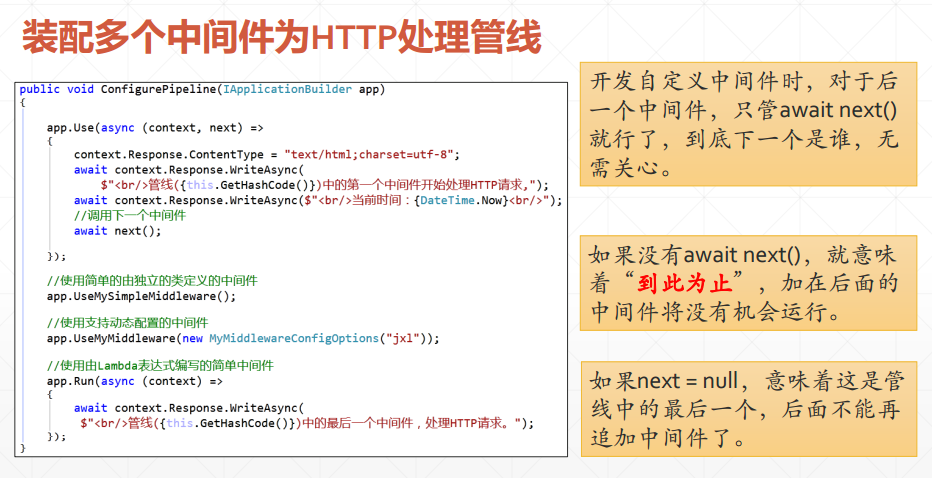 装配多个中间件为HTTP处理管线
public void ConfigurePipeline(IApplicationBuilder app)
{
app.Use(async (context, next) =>
{
context.Response.ContentType = "text/html;charset=utf-8";
await context.Response.WriteAsync(
$"<br/>管线({this.GetHashCode()})中的第一个中间件开始处理HTTP请求,");
await context.Response.WriteAsync($"<br/>当前时间：{DateTime.Now}<br/>");
//调用下一个中间件
await next();
});
//使用简单的由独立的类定义的中间件
app.UseMySimpleMiddleware();
//使用支持动态配置的中间件
app.UseMyMiddleware(new MyMiddlewareConfigOptions("jxl"));
//使用由Lambda表达式编写的简单中间件
app.Run(async (context) =>
{
await context.Response.WriteAsync(
$"<br/>管线({this.GetHashCode()})中的最后一个中间件，处理HTTP请求。");
});
}
开发自定义中间件时，对于后
一个中间件，只管await next()
就行了，到底下一个是谁，无
需关心。
如果没有await next()，就意味
着“到此为止”，加在后面的
中间件将没有机会运行。
如果next = null，意味着这是管
线中的最后一个，后面不能再
追加中间件了。